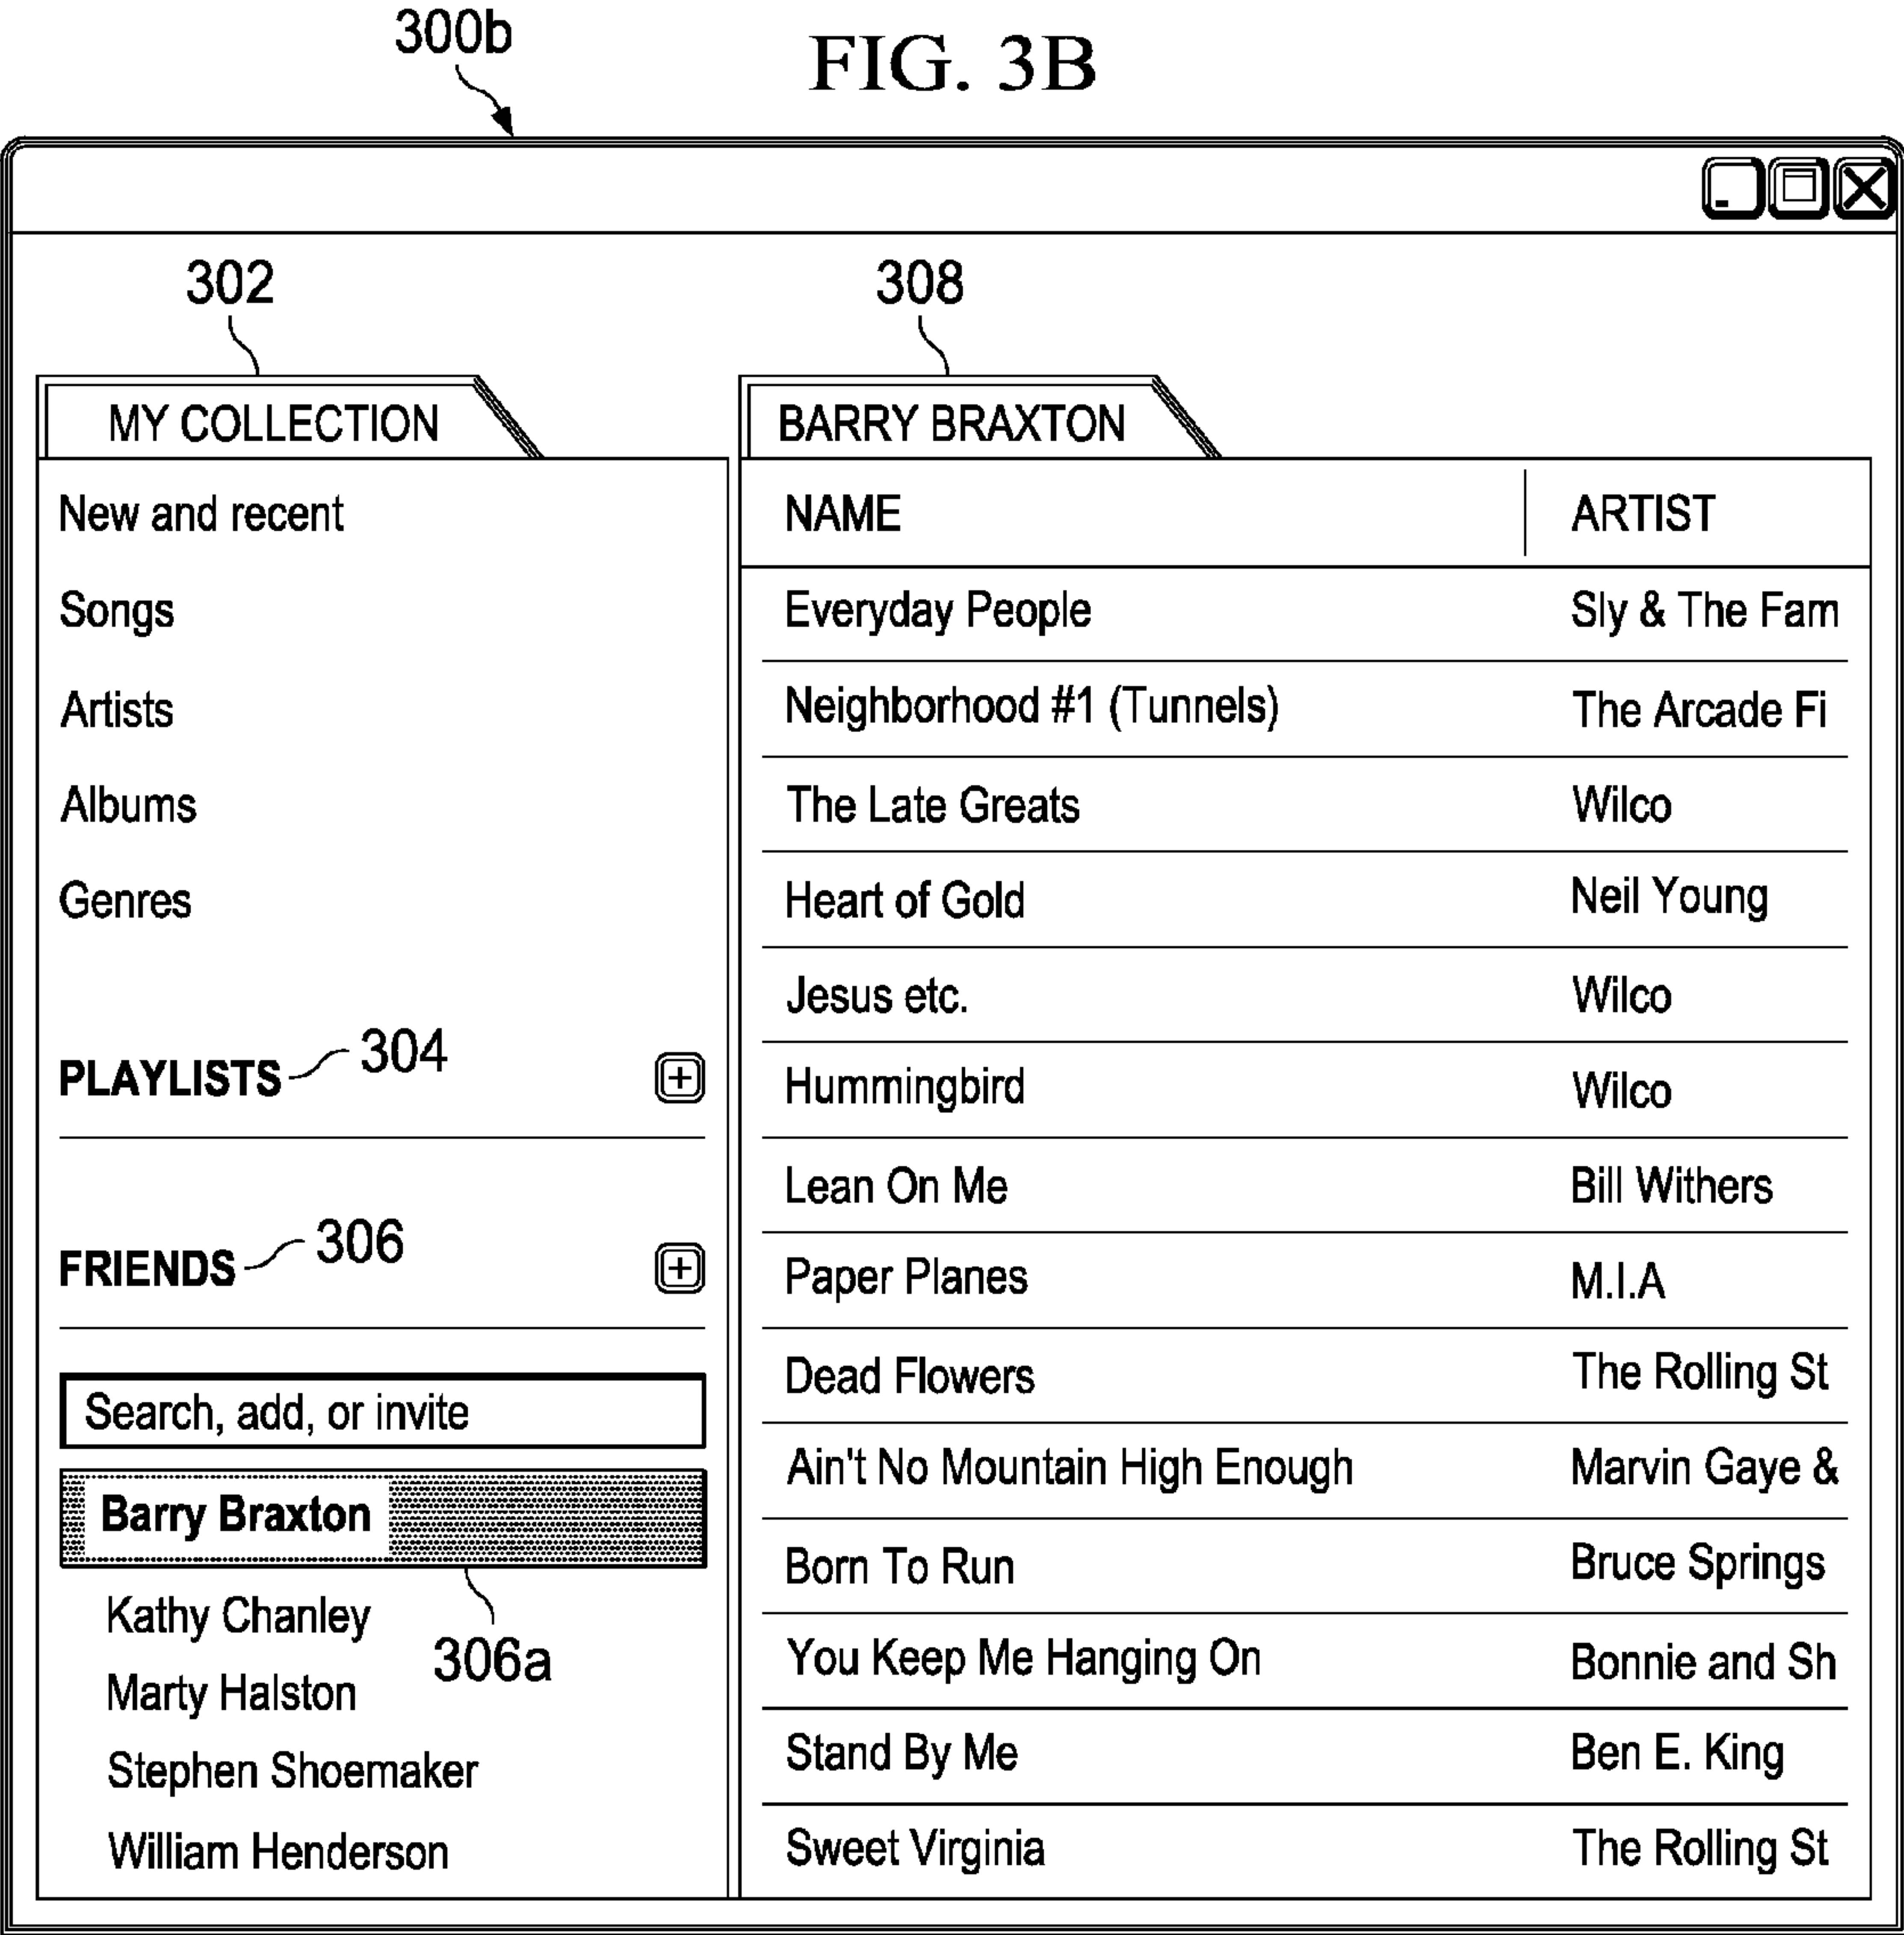 300b
FIG. 3B
302
308
MY COLLECTION
New and recent
Songs
Artists
Albums
Genres
PLAYLISTS 304
FRIENDS 306
Search, add, or invite
Barry Braxton
306a
Kathy Chanley
Marty Halston
Stephen Shoemaker
William Henderson
BARRY BRAXTON
NAME ARTIST
Everyday People Sly & The Fam
Neighborhood #1 (Tunnels) The Arcade Fi
The Late Greats Wilco
Heart of Gold Neil Young
Jesus etc. Wilco
Hummingbird Wilco
Lean On Me Bill Withers
Paper Planes M.I.A
Dead Flowers The Rolling St
Ain't No Mountain High Enough Marvin Gaye &
Born To Run Bruce Springs
You Keep Me Hanging On Bonnie and Sh
Stand By Me Ben E. King
Sweet Virginia The Rolling St